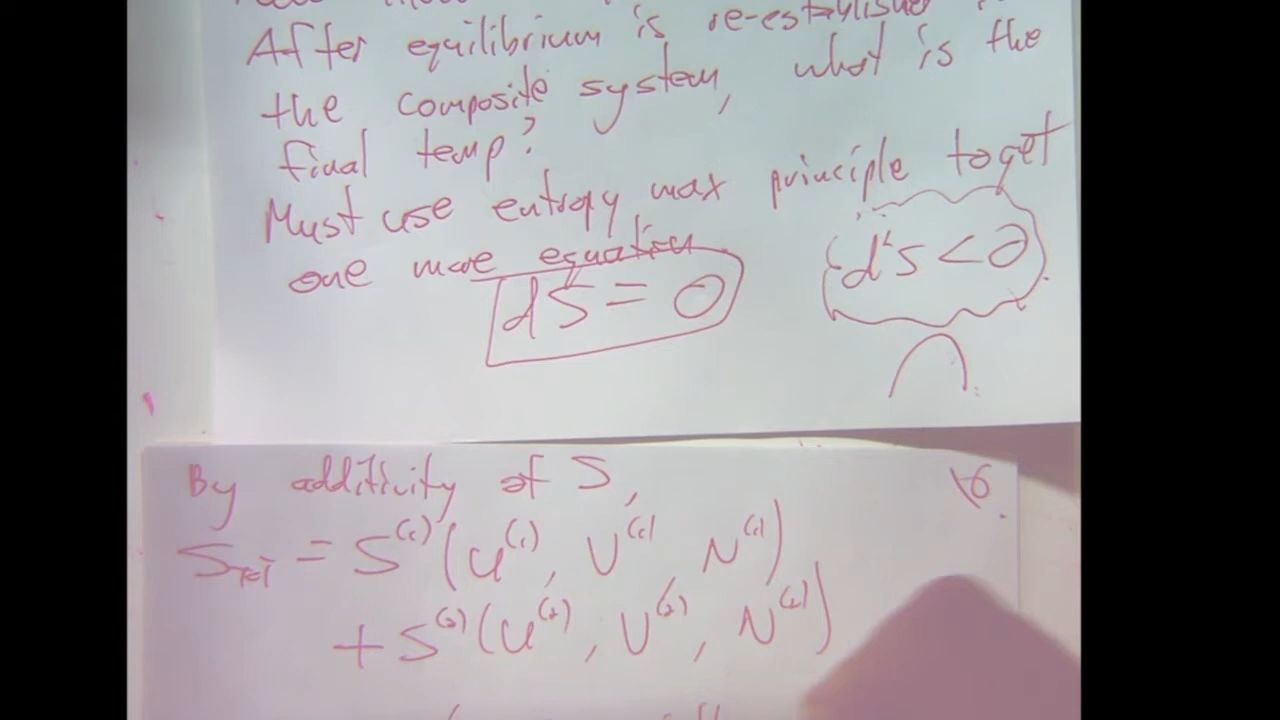 After equilibrium is re-established
the composite system, what is the
final temp?
Must use entropy max principle to get
one more equation
dS = 0
d²S < 0
By additivity of S,
16
S_TOT = S^(1)(U^(1), V^(1), N^(1))
+ S^(2)(U^(2), V^(2), N^(2))